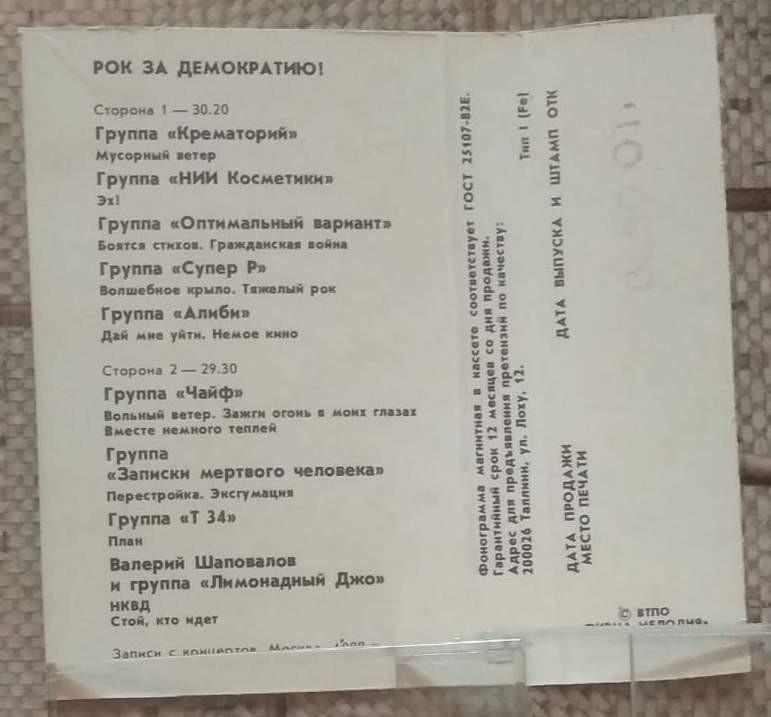 РОК ЗА ДЕМОКРАТИЮ!
Сторона 1 — 30.20
Группа «Крематорий»
Мусорный ветер
Группа «НИИ Косметики»
Эх!
Группа «Оптимальный вариант»
Боятся стихов. Гражданская война
Группа «Супер Р»
Волшебное крыло. Тяжелый рок
Группа «Алиби»
Дай мне уйти. Немое кино
Сторона 2 — 29.30
Группа «Чайф»
Вольный ветер. Зажги огонь в моих глазах
Вместе немного теплей
Группа
«Записки мертвого человека»
Перестройка. Эксгумация
Группа «Т 34»
План
Валерий Шаповалов
и группа «Лимонадный Джо»
НКВД
Стой, кто идет
Записи с концертов. Москва
Фонограмма магнитная в кассете соответствует ГОСТ 25107-82Е.
Гарантийный срок 12 месяцев со дня продажи.
Адрес для предъявления претензий по качеству: Тип I (Fe)
200026 Таллинн, ул. Лоху, 12.
ДАТА ВЫПУСКА И ШТАМП ОТК
ДАТА ПРОДАЖИ
МЕСТО ПЕЧАТИ
© ВТПО
ФИРМА МЕЛОДИЯ»